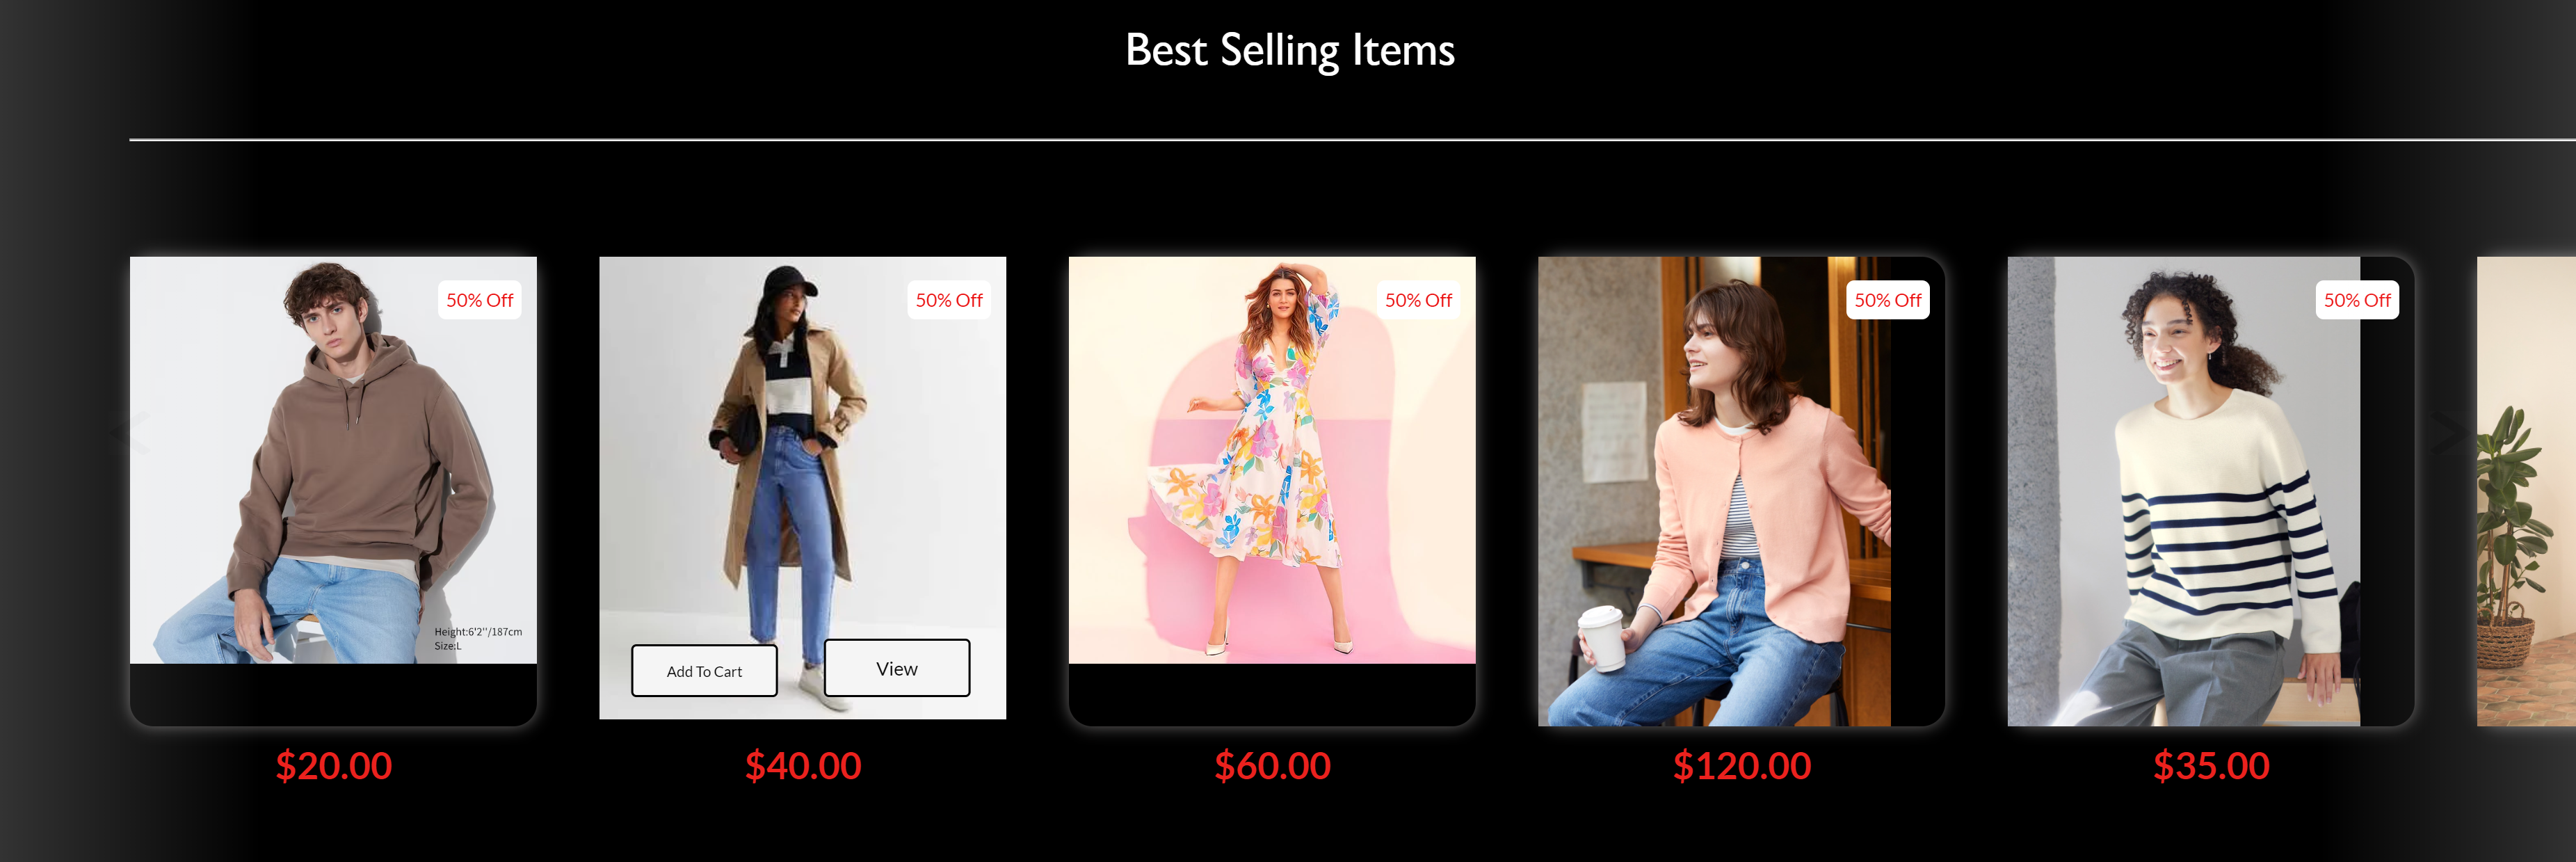 Best Selling Items
50% Off
50% Off
50% Off
50% Off
50% Off
Height:6'2''/187cm
Size:L
Add To Cart
View
<
>
$20.00
$40.00
$60.00
$120.00
$35.00